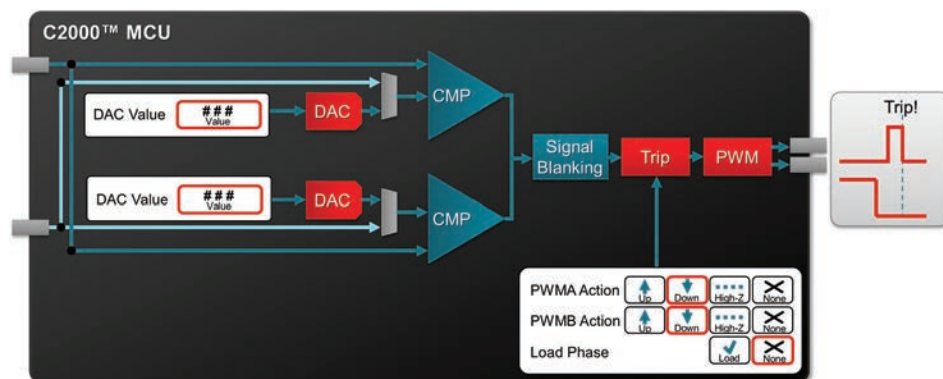 C2000™ MCU
DAC Value
###
Value
DAC
CMP
DAC Value
###
Value
DAC
CMP
Signal
Blanking
Trip
PWM
Trip!
PWMA Action
Up
Down
High-Z
None
PWMB Action
Up
Down
High-Z
None
Load Phase
Load
None